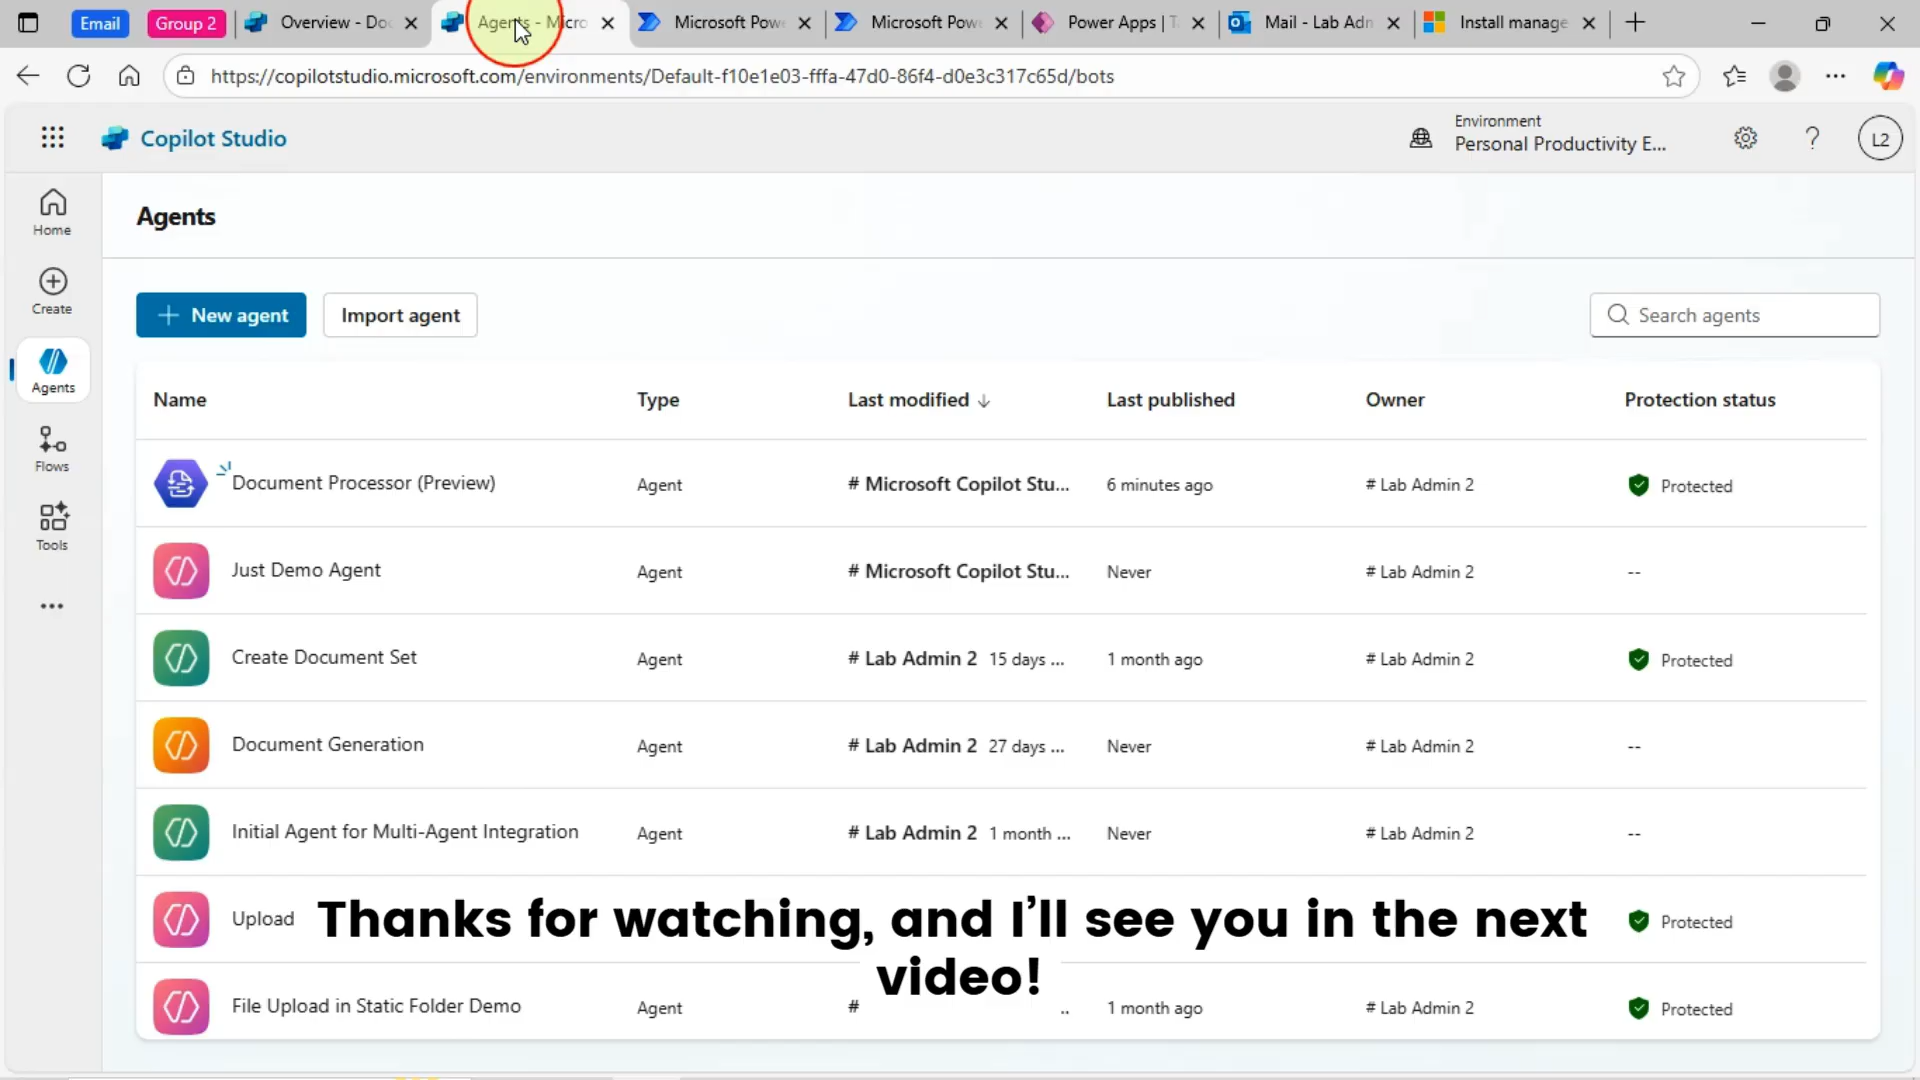 Email
Group 2
Overview - Do
Agents - Micro
Microsoft Powe
Microsoft Powe
Power Apps | T
Mail - Lab Adm
Install manage
https://copilotstudio.microsoft.com/environments/Default-f10e1e03-fffa-47d0-86f4-d0e3c317c65d/bots
Copilot Studio
Environment
Personal Productivity E...
L2
Home
Create
Agents
Flows
Tools
Agents
New agent
Import agent
Search agents
Name Type Last modified ↓ Last published Owner Protection status
Document Processor (Preview) Agent # Microsoft Copilot Stu... 6 minutes ago # Lab Admin 2 Protected
Just Demo Agent Agent # Microsoft Copilot Stu... Never # Lab Admin 2 --
Create Document Set Agent # Lab Admin 2 15 days ... 1 month ago # Lab Admin 2 Protected
Document Generation Agent # Lab Admin 2 27 days ... Never # Lab Admin 2 --
Initial Agent for Multi-Agent Integration Agent # Lab Admin 2 1 month ... Never # Lab Admin 2 --
Upload Protected
Thanks for watching, and I'll see you in the next
video!
File Upload in Static Folder Demo Agent # .. 1 month ago # Lab Admin 2 Protected